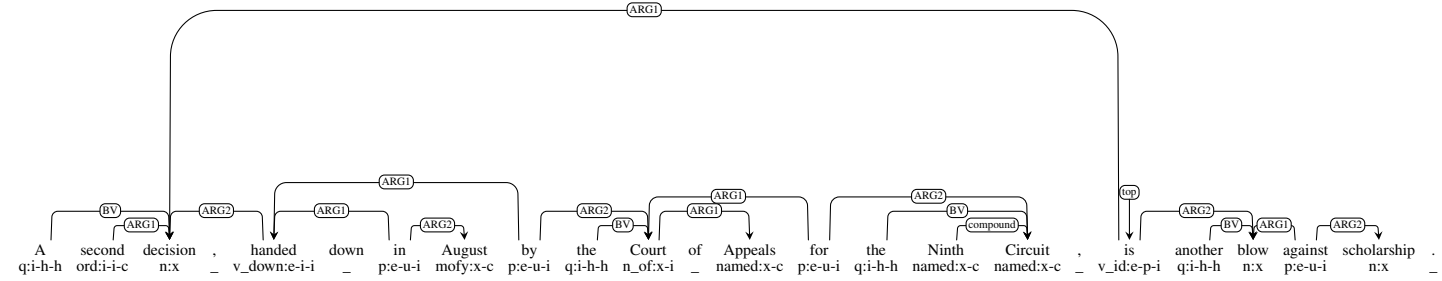 ARG1
top
ARG1
BV ARG1 ARG2 ARG1 ARG2 ARG2 BV ARG1 ARG1 ARG2 BV compound ARG2 BV ARG1 ARG2
A second decision , handed down in August by the Court of Appeals for the Ninth Circuit , is another blow against scholarship .
q:i-h-h ord:i-i-c n:x _ v_down:e-i-i _ p:e-u-i mofy:x-c p:e-u-i q:i-h-h n_of:x-i _ named:x-c p:e-u-i q:i-h-h named:x-c named:x-c _ v_id:e-p-i q:i-h-h n:x p:e-u-i n:x _